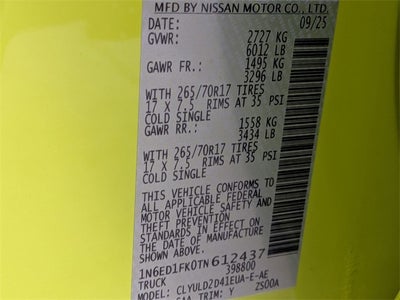 MFD BY NISSAN MOTOR CO., LTD.
DATE: 09/25
GVWR: 2727 KG
6012 LB
GAWR FR.: 1495 KG
3296 LB
WITH 265/70R17 TIRES
17 X 7.5 RIMS AT 35 PSI
COLD SINGLE
GAWR RR.: 1558 KG
3434 LB
WITH 265/70R17 TIRES
17 X 7.5 RIMS AT 35 PSI
COLD SINGLE
THIS VEHICLE CONFORMS TO
ALL APPLICABLE FEDERAL
MOTOR VEHICLE SAFETY AND
THEFT PREVENTION
STANDARDS IN EFFECT ON
THE DATE OF MANUFACTURE
1N6ED1FK0TN612437
TRUCK 398800
MODEL: CLYULD2D41EUA-E-AE
TRIM: Y ZSOOA